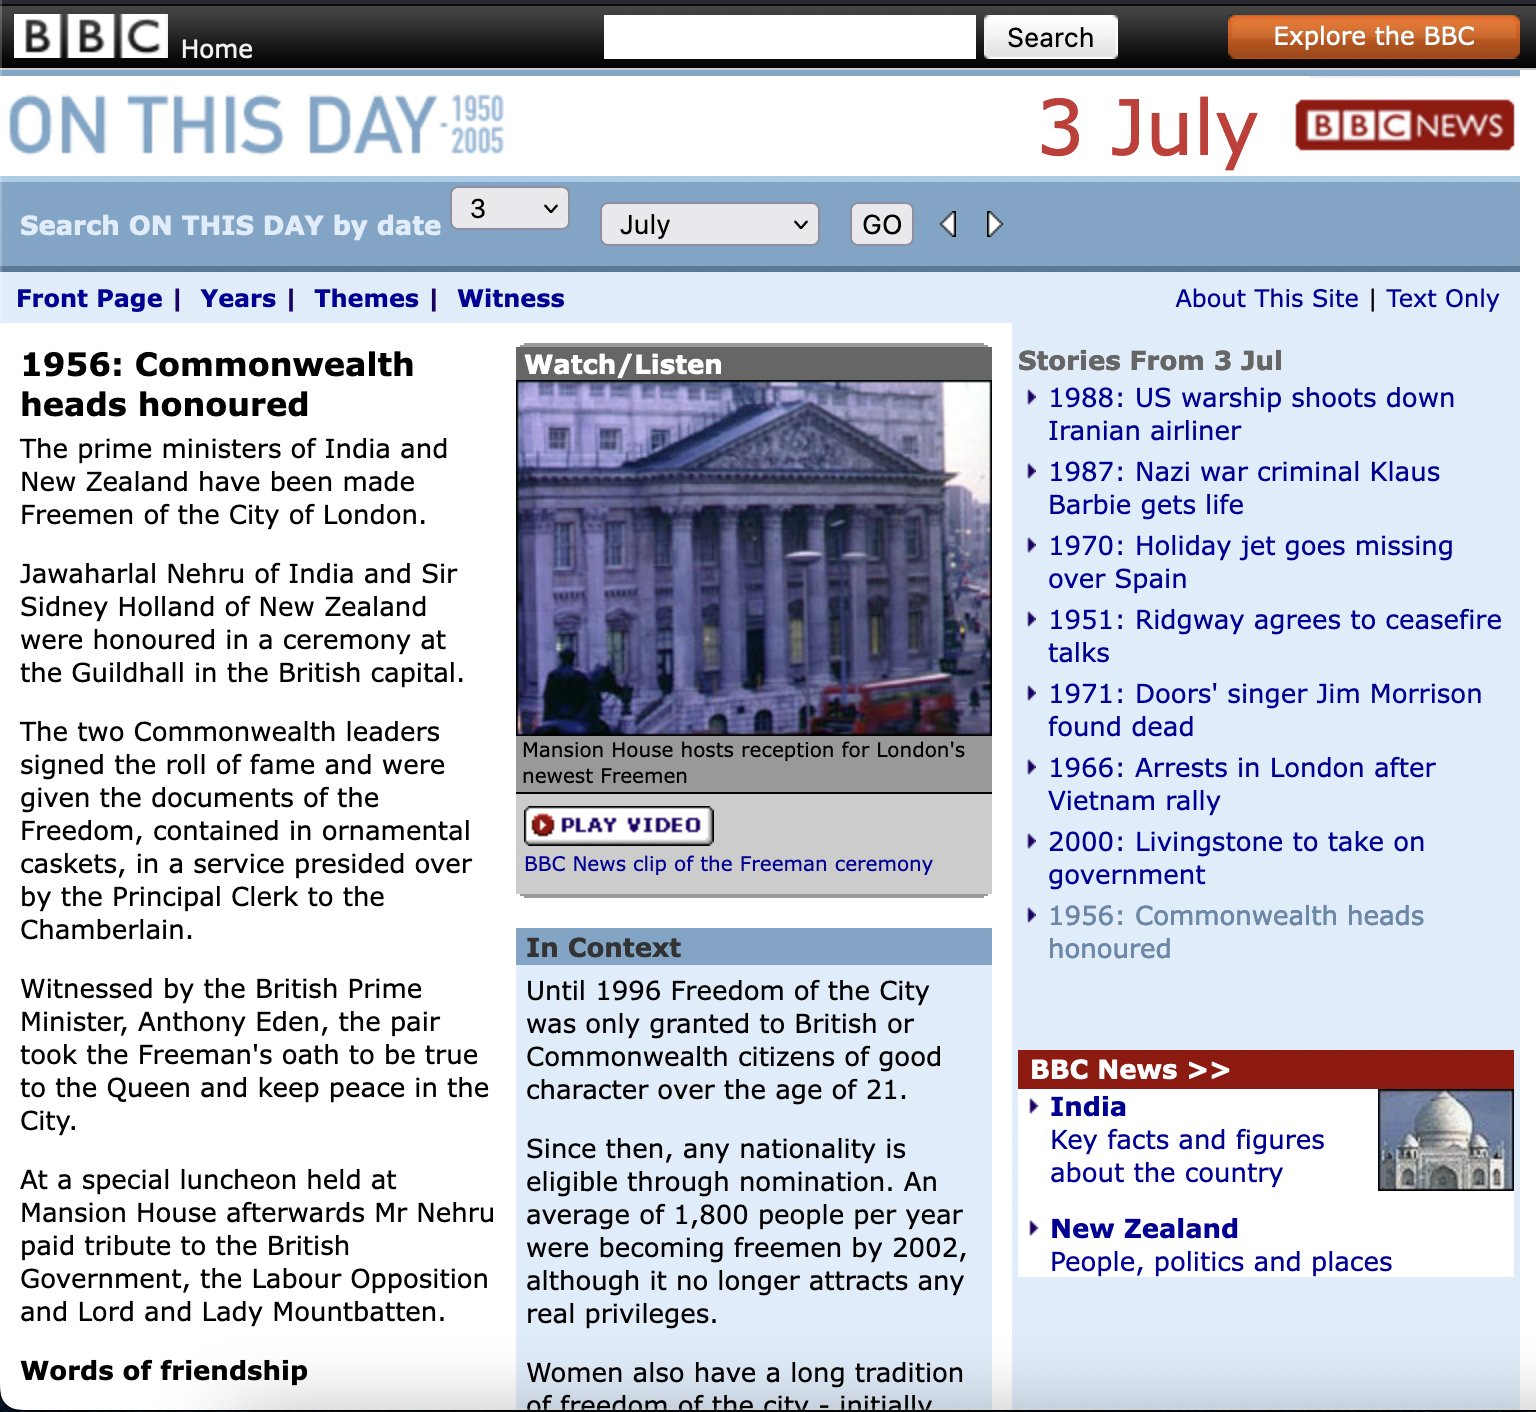 BBC Home
Search
Explore the BBC
ON THIS DAY - 1950 2005
3 July
BBC NEWS
Search ON THIS DAY by date
3
July
GO
Front Page | Years | Themes | Witness
About This Site | Text Only
1956: Commonwealth
heads honoured
The prime ministers of India and
New Zealand have been made
Freemen of the City of London.
Jawaharlal Nehru of India and Sir
Sidney Holland of New Zealand
were honoured in a ceremony at
the Guildhall in the British capital.
The two Commonwealth leaders
signed the roll of fame and were
given the documents of the
Freedom, contained in ornamental
caskets, in a service presided over
by the Principal Clerk to the
Chamberlain.
Witnessed by the British Prime
Minister, Anthony Eden, the pair
took the Freeman's oath to be true
to the Queen and keep peace in the
City.
At a special luncheon held at
Mansion House afterwards Mr Nehru
paid tribute to the British
Government, the Labour Opposition
and Lord and Lady Mountbatten.
Words of friendship
Watch/Listen
Mansion House hosts reception for London's
newest Freemen
PLAY VIDEO
BBC News clip of the Freeman ceremony
In Context
Until 1996 Freedom of the City
was only granted to British or
Commonwealth citizens of good
character over the age of 21.
Since then, any nationality is
eligible through nomination. An
average of 1,800 people per year
were becoming freemen by 2002,
although it no longer attracts any
real privileges.
Women also have a long tradition
of freedom of the city - initially
Stories From 3 Jul
1988: US warship shoots down
Iranian airliner
1987: Nazi war criminal Klaus
Barbie gets life
1970: Holiday jet goes missing
over Spain
1951: Ridgway agrees to ceasefire
talks
1971: Doors' singer Jim Morrison
found dead
1966: Arrests in London after
Vietnam rally
2000: Livingstone to take on
government
1956: Commonwealth heads
honoured
BBC News >>
India
Key facts and figures
about the country
New Zealand
People, politics and places